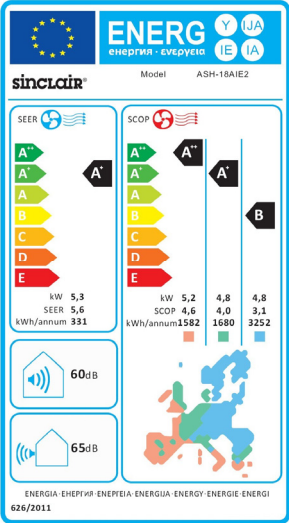 ENERG
енергия · ενεργεια
Y IJA
IE IA
sinclair®
Model ASH-18AIE2
SEER
SCOP
A++
A+
A
B
C
D
E
A+
A++
A+
A
B
C
D
E
A++
A+
B
kW 5,3
SEER 5,6
kWh/annum 331
kW 5,2 4,8 4,8
SCOP 4,6 4,0 3,1
kWh/annum 1582 1680 3252
60dB
65dB
ENERGIA · ЕНЕРГИЯ · ΕΝΕΡΓΕΙΑ · ENERGIJA · ENERGY · ENERGIE · ENERGI
626/2011